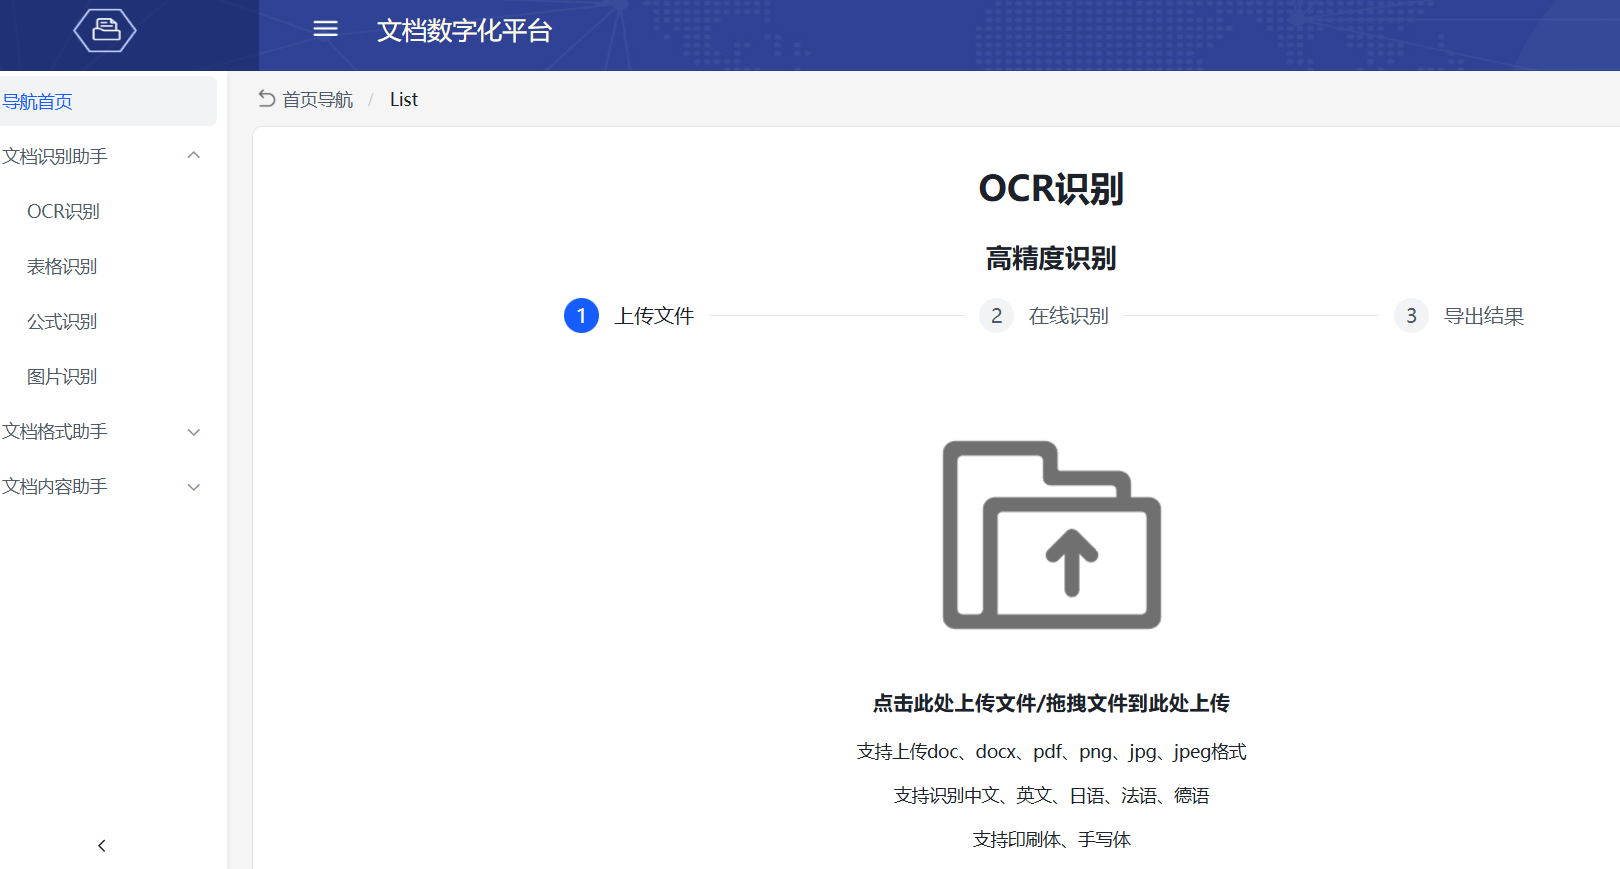 文档数字化平台
导航首页
文档识别助手
OCR识别
表格识别
公式识别
图片识别
文档格式助手
文档内容助手
首页导航 / List
OCR识别
高精度识别
1 上传文件 2 在线识别 3 导出结果
点击此处上传文件/拖拽文件到此处上传
支持上传doc、docx、pdf、png、jpg、jpeg格式
支持识别中文、英文、日语、法语、德语
支持印刷体、手写体